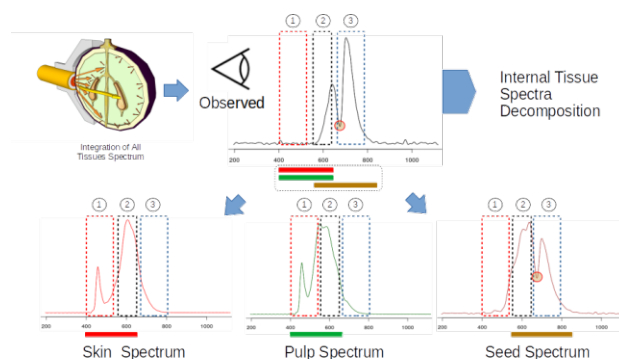 1 2 3
Observed
Integration of All
Tissues Spectrum
200 400 600 800 1000
Internal Tissue
Spectra
Decomposition
1 2 3
200 400 600 800 1000
Skin Spectrum
1 2 3
200 400 600 800 1000
Pulp Spectrum
1 2 3
200 400 600 800 1000
Seed Spectrum